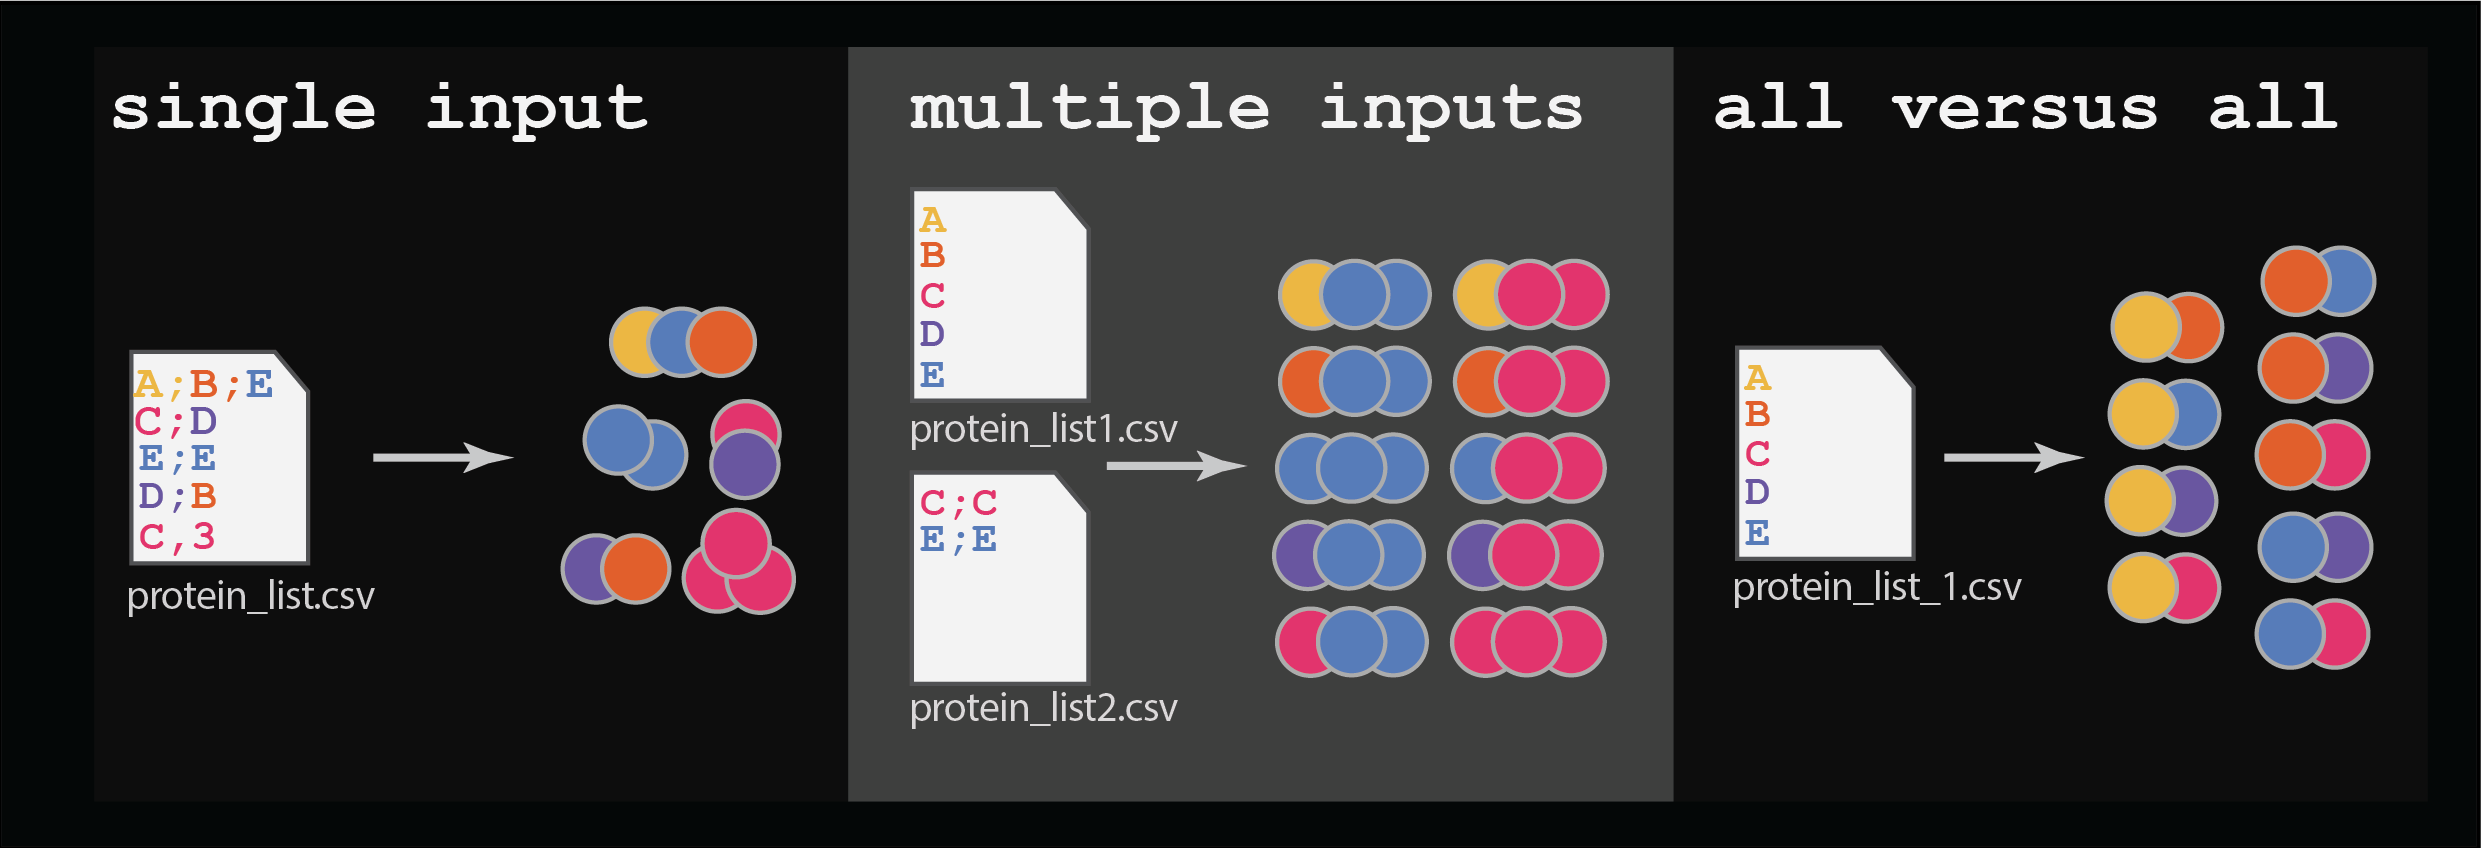 single input
A;B;E
C;D
E;E
D;B
C,3
protein_list.csv
multiple inputs
A
B
C
D
E
protein_list1.csv
C;C
E;E
protein_list2.csv
all versus all
A
B
C
D
E
protein_list_1.csv